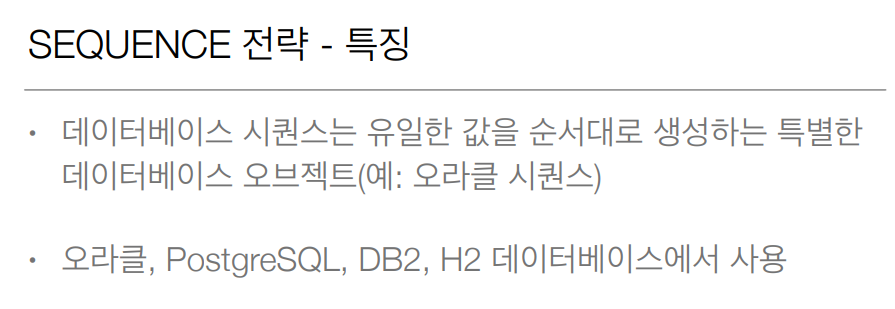 SEQUENCE 전략 - 특징
• 데이터베이스 시퀀스는 유일한 값을 순서대로 생성하는 특별한
데이터베이스 오브젝트(예: 오라클 시퀀스)
• 오라클, PostgreSQL, DB2, H2 데이터베이스에서 사용